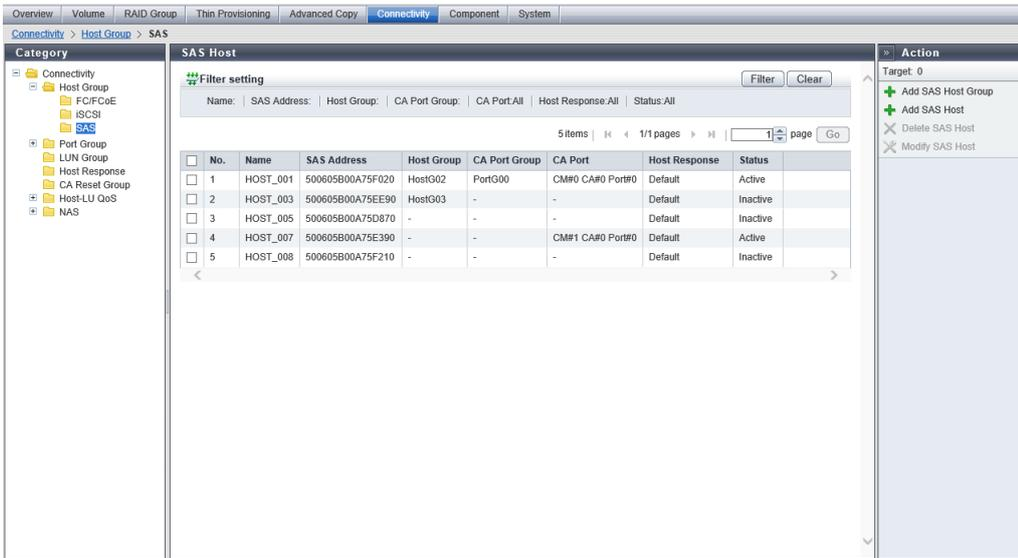 Overview Volume RAID Group Thin Provisioning Advanced Copy Connectivity Component System
Connectivity > Host Group > SAS
Category
Connectivity
Host Group
FC/FCoE
iSCSI
SAS
Port Group
LUN Group
Host Response
CA Reset Group
Host-LU QoS
NAS
SAS Host
Filter setting Filter Clear
Name: | SAS Address: | Host Group: | CA Port Group: | CA Port:All | Host Response:All | Status:All
5 items | 1/1 pages | 1 page Go
No. Name SAS Address Host Group CA Port Group CA Port Host Response Status
1 HOST_001 500605B00A75F020 HostG02 PortG00 CM#0 CA#0 Port#0 Default Active
2 HOST_003 500605B00A75EE90 HostG03 - - Default Inactive
3 HOST_005 500605B00A75D870 - - - Default Inactive
4 HOST_007 500605B00A75E390 - - CM#1 CA#0 Port#0 Default Active
5 HOST_008 500605B00A75F210 - - - Default Inactive
» Action
Target: 0
Add SAS Host Group
Add SAS Host
Delete SAS Host
Modify SAS Host